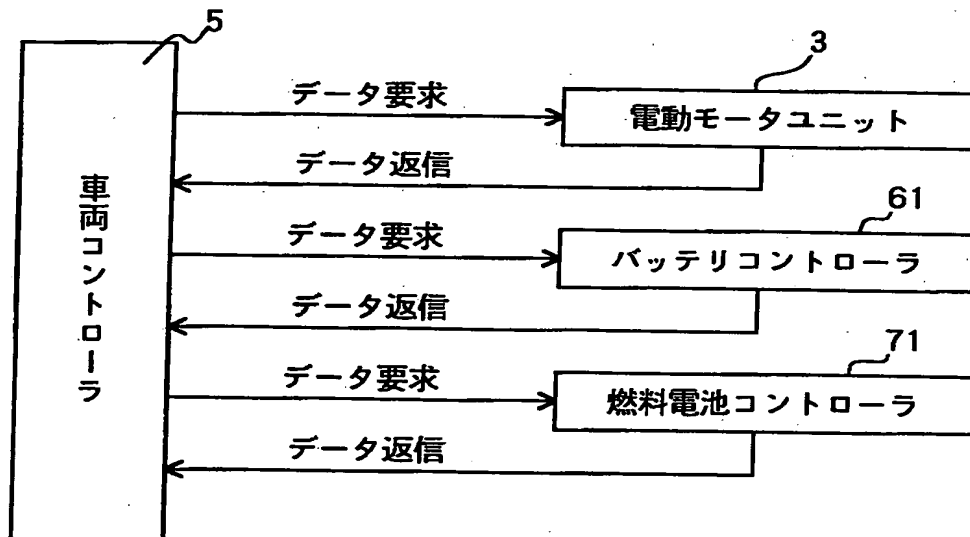 5
車両コントローラ
データ要求
3
電動モータユニット
データ返信
61
データ要求
バッテリコントローラ
データ返信
71
データ要求
燃料電池コントローラ
データ返信